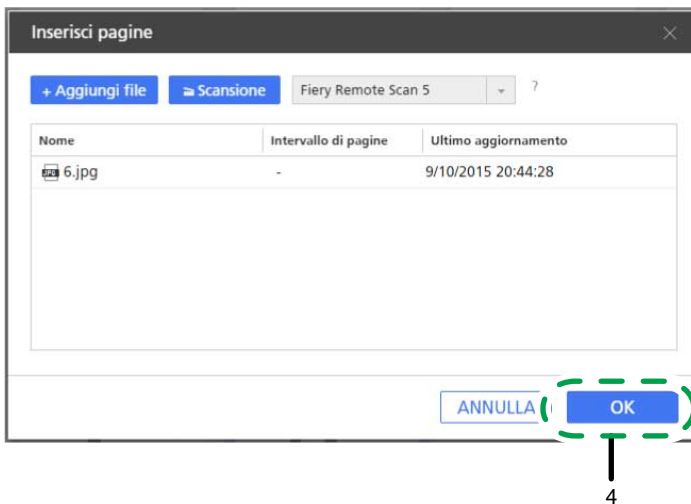 Inserisci pagine
+ Aggiungi file Scansione Fiery Remote Scan 5 ?
Nome Intervallo di pagine Ultimo aggiornamento
JPG 6.jpg - 9/10/2015 20:44:28
ANNULLA OK
4